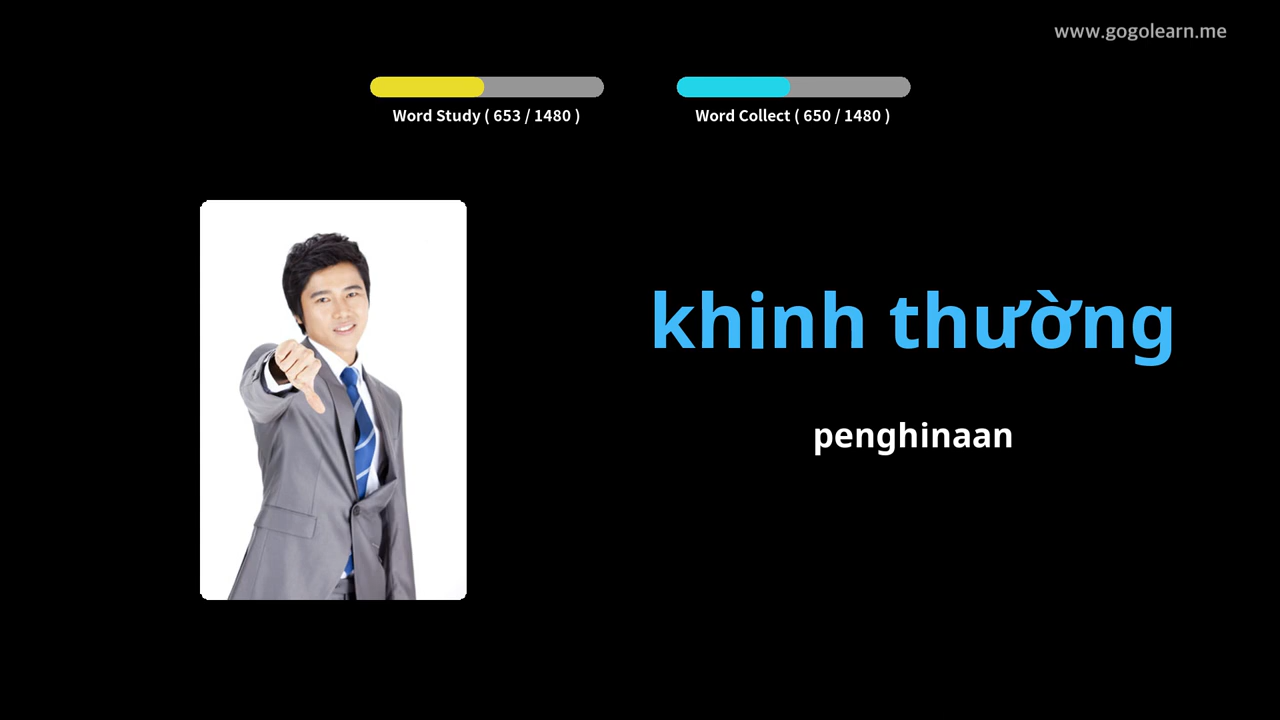 www.gogolearn.me
Word Study ( 653 / 1480 )
Word Collect ( 650 / 1480 )
khinh thường
penghinaan